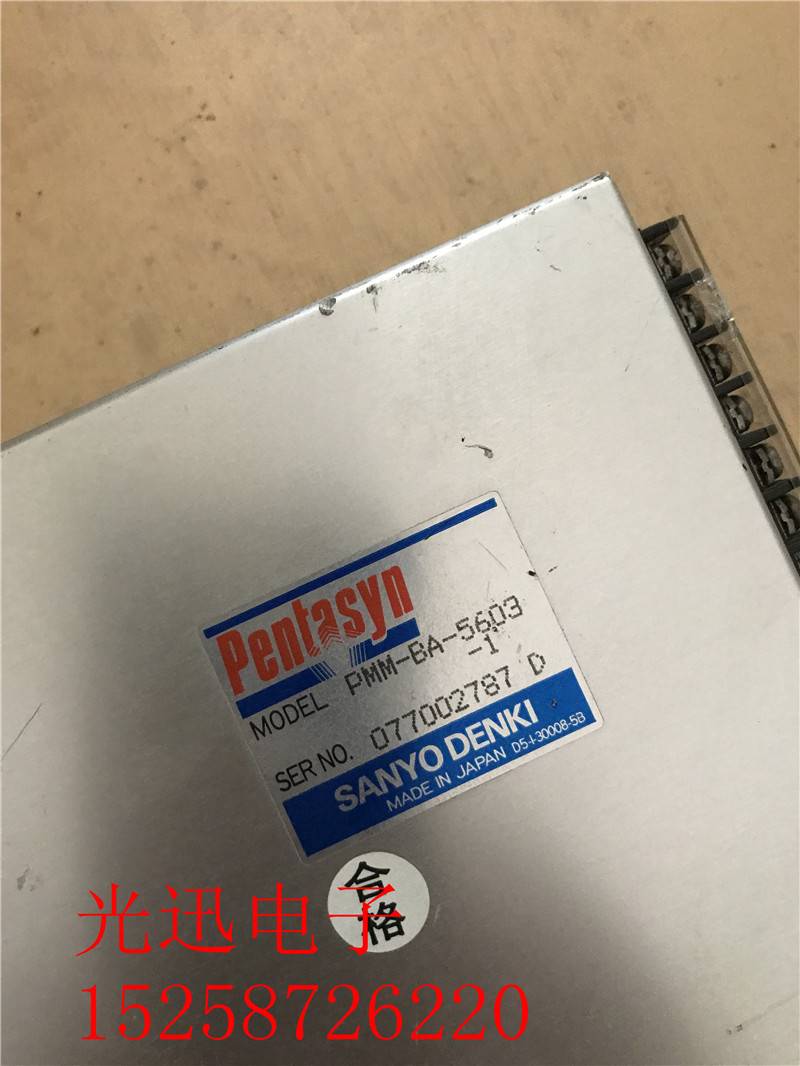 Pentasyn
MODEL PMM-BA-5603
-1
SER NO. 077002787 D
SANYO DENKI
MADE IN JAPAN D5-I-30008-5B
合格
光迅电子
15258726220